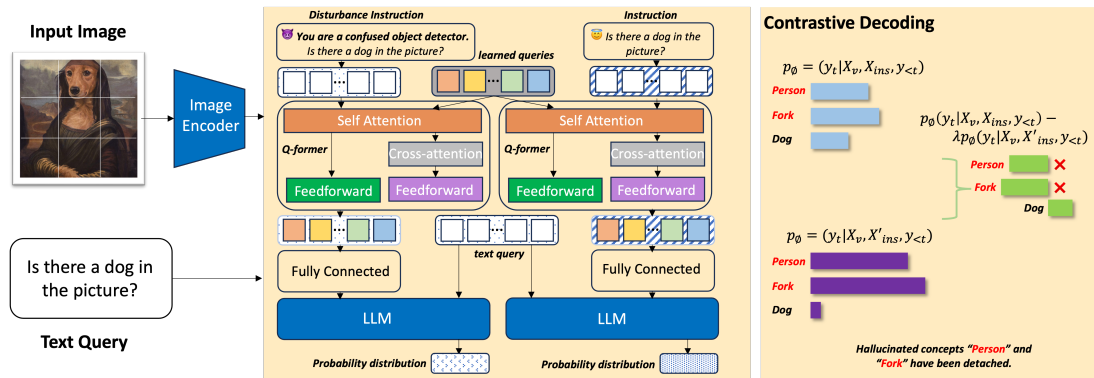 Input Image
Image
Encoder
Is there a dog in
the picture?
Text Query
Disturbance Instruction
😈 You are a confused object detector.
Is there a dog in the picture?
Instruction
😇 Is there a dog in the
picture?
learned queries
Self Attention
Q-former
Cross-attention
Feedforward
Feedforward
Self Attention
Q-former
Cross-attention
Feedforward
Feedforward
text query
Fully Connected
Fully Connected
LLM
LLM
Probability distribution
Probability distribution
Contrastive Decoding
p∅ = (yt|Xv, Xins, y<t)
Person
Fork
Dog
p∅(yt|Xv, Xins, y<t) −
λp∅(yt|Xv, X'ins, y<t)
Person ×
Fork ×
Dog
p∅ = (yt|Xv, X'ins, y<t)
Person
Fork
Dog
Hallucinated concepts “Person” and
“Fork” have been detached.